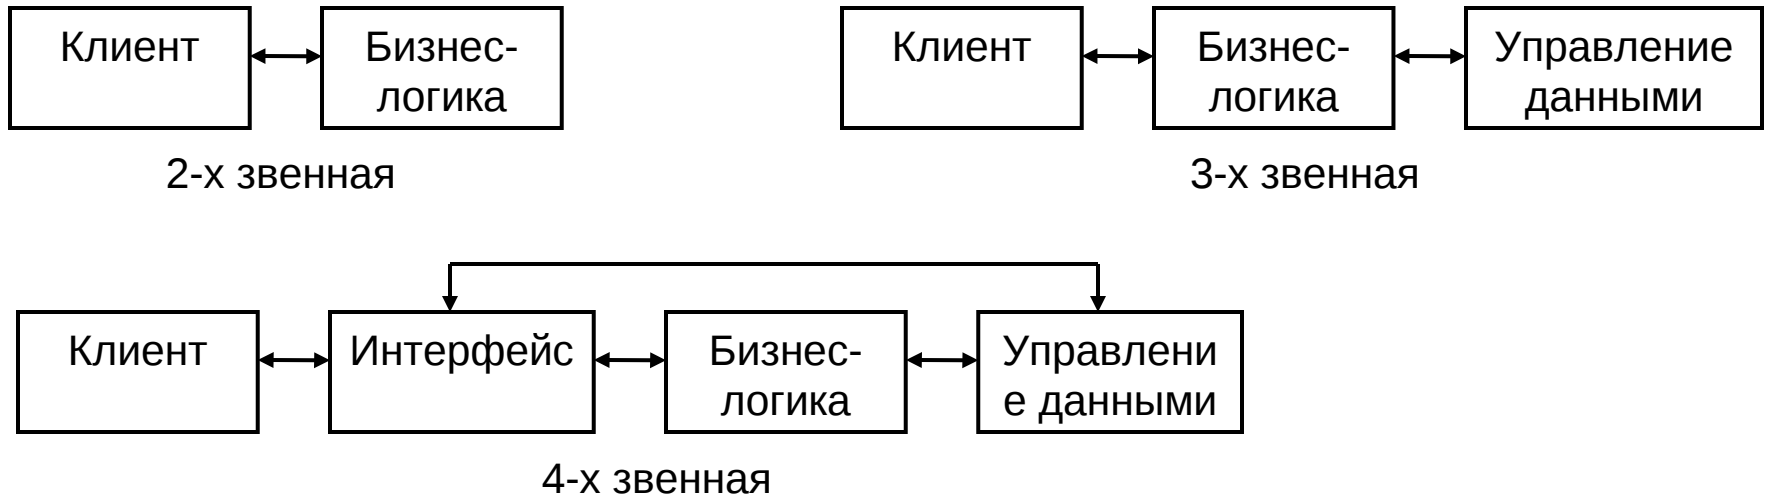 Клиент
Бизнес-
логика
2-х звенная
Клиент
Бизнес-
логика
Управление
данными
3-х звенная
Клиент
Интерфейс
Бизнес-
логика
Управлени
е данными
4-х звенная